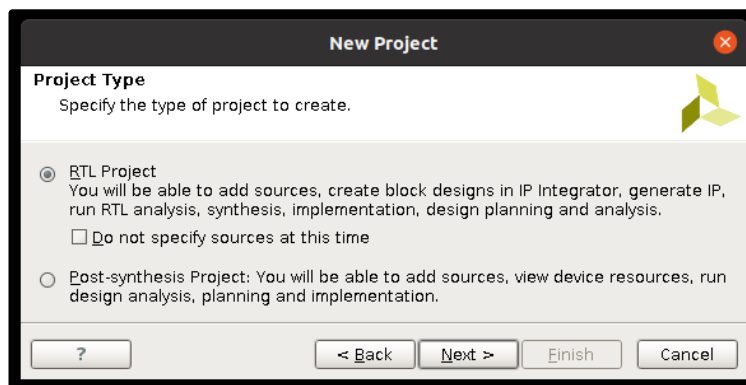 New Project
Project Type
Specify the type of project to create.
RTL Project
You will be able to add sources, create block designs in IP Integrator, generate IP,
run RTL analysis, synthesis, implementation, design planning and analysis.
Do not specify sources at this time
Post-synthesis Project: You will be able to add sources, view device resources, run
design analysis, planning and implementation.
? < Back Next > Finish Cancel